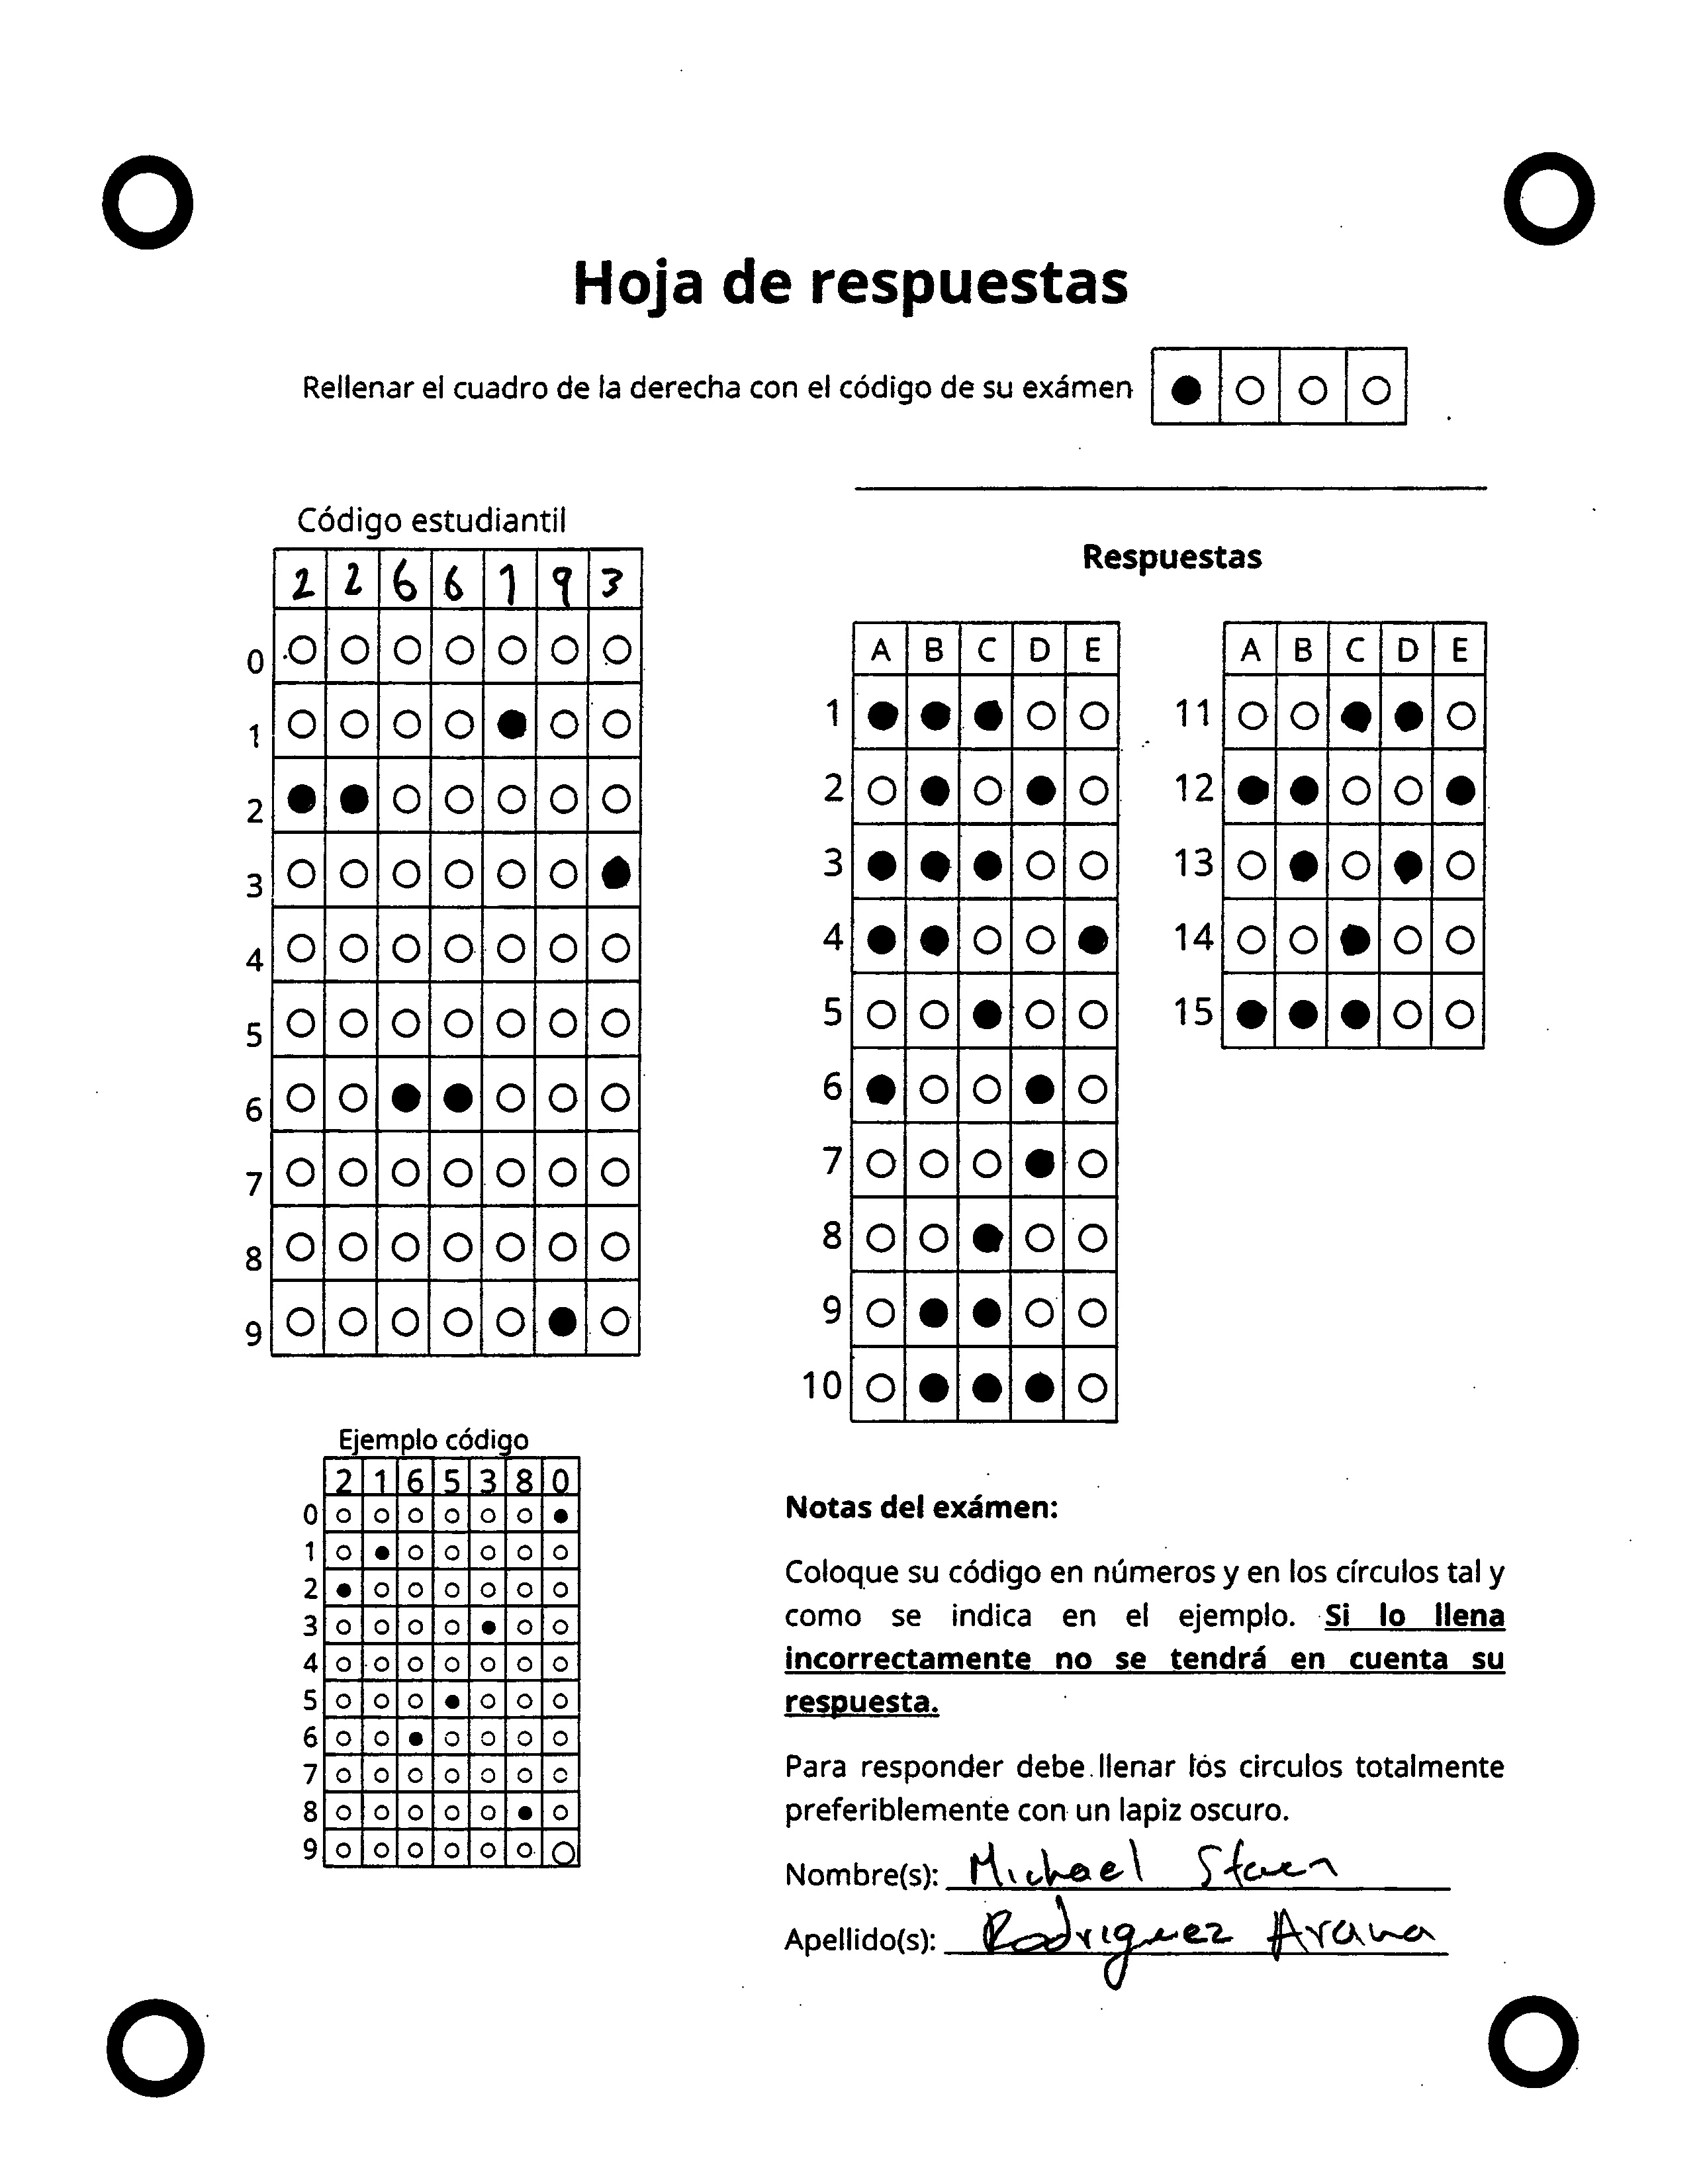 Hoja de respuestas
Rellenar el cuadro de la derecha con el código de su exámen
Código estudiantil
2 2 6 6 1 9 3
0
1
2
3
4
5
6
7
8
9
Ejemplo código
2 1 6 5 3 8 0
0
1
2
3
4
5
6
7
8
9
Respuestas
A B C D E
1
2
3
4
5
6
7
8
9
10
A B C D E
11
12
13
14
15
Notas del exámen:
Coloque su código en números y en los círculos tal y
como se indica en el ejemplo. Si lo llena
incorrectamente no se tendrá en cuenta su
respuesta.
Para responder debe llenar los circulos totalmente
preferiblemente con un lapiz oscuro.
Nombre(s): Michael
Apellido(s): Rodriguez Arana